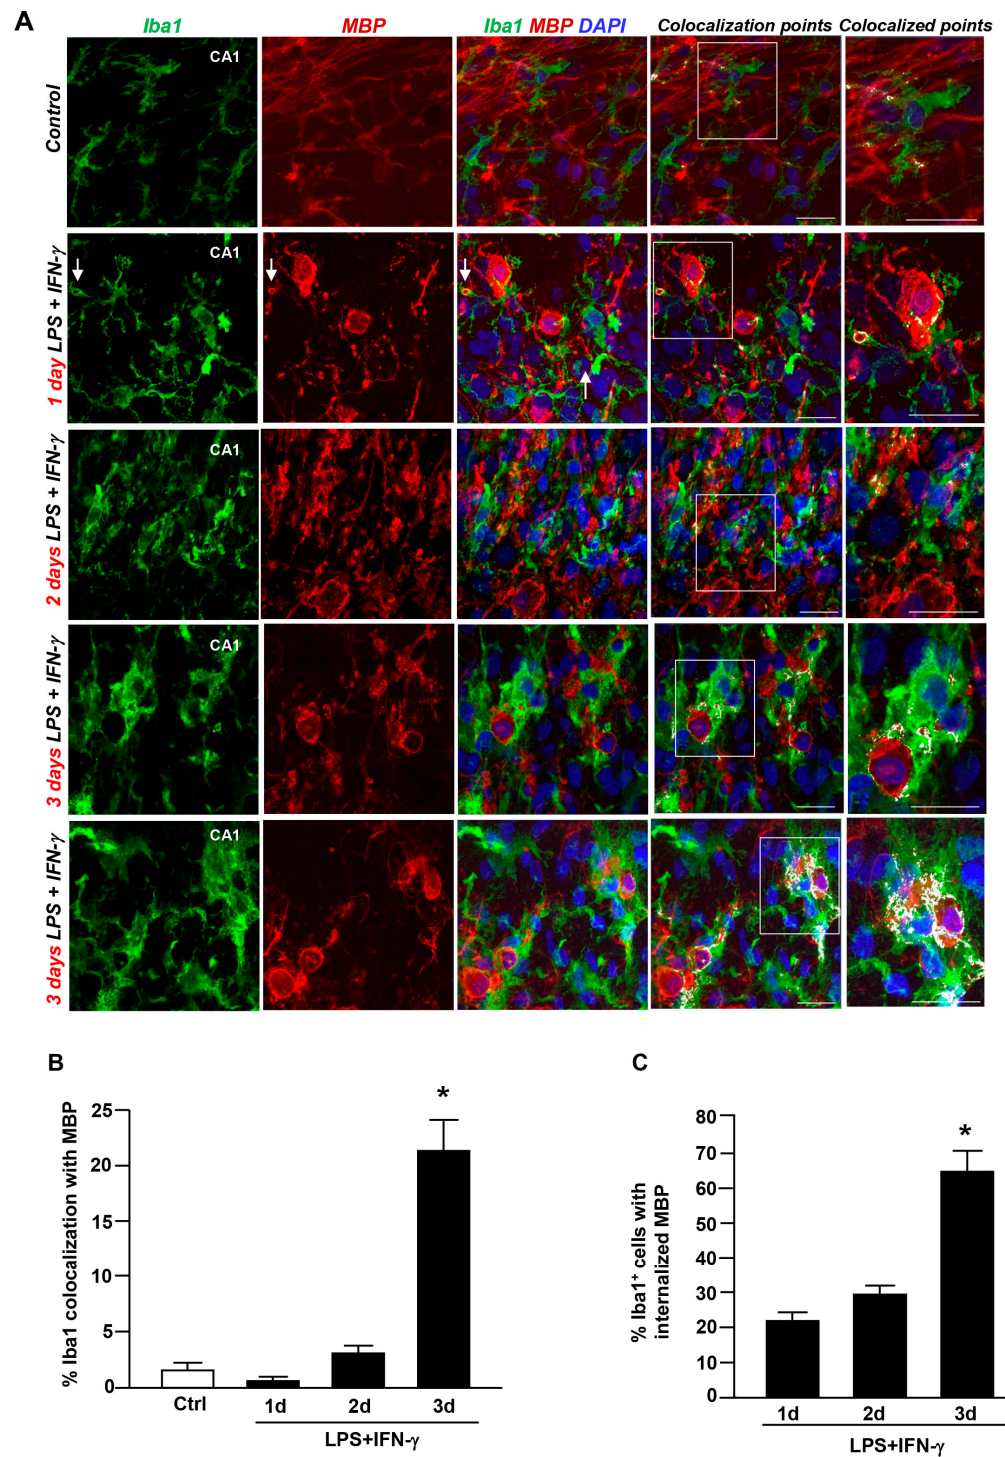 A
Iba1 MBP Iba1 MBP DAPI Colocalization points Colocalized points
Control
CA1
1 day LPS + IFN-γ
CA1
2 days LPS + IFN-γ
CA1
3 days LPS + IFN-γ
CA1
3 days LPS + IFN-γ
CA1
B
% Iba1 colocalization with MBP
25
20
15
10
5
0
*
Ctrl 1d 2d 3d
LPS+IFN-γ
C
% Iba1⁺ cells with
internalized MBP
80
70
60
50
40
30
20
10
0
*
1d 2d 3d
LPS+IFN-γ